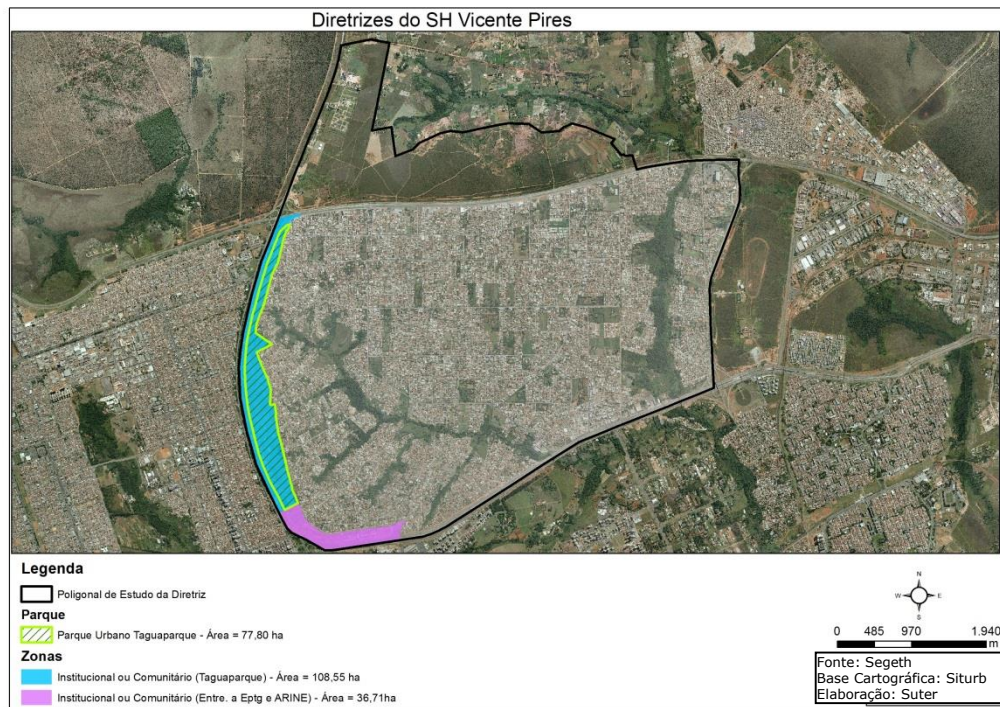 Diretrizes do SH Vicente Pires
Legenda
Poligonal de Estudo da Diretriz
Parque
Parque Urbano Taguaparque - Área = 77,80 ha
Zonas
Institucional ou Comunitário (Taguaparque) - Área = 108,55 ha
Institucional ou Comunitário (Entre. a Eptg e ARINE) - Área = 36,71ha
N
W E
S
0 485 970 1.940
m
Fonte: Segeth
Base Cartográfica: Siturb
Elaboração: Suter